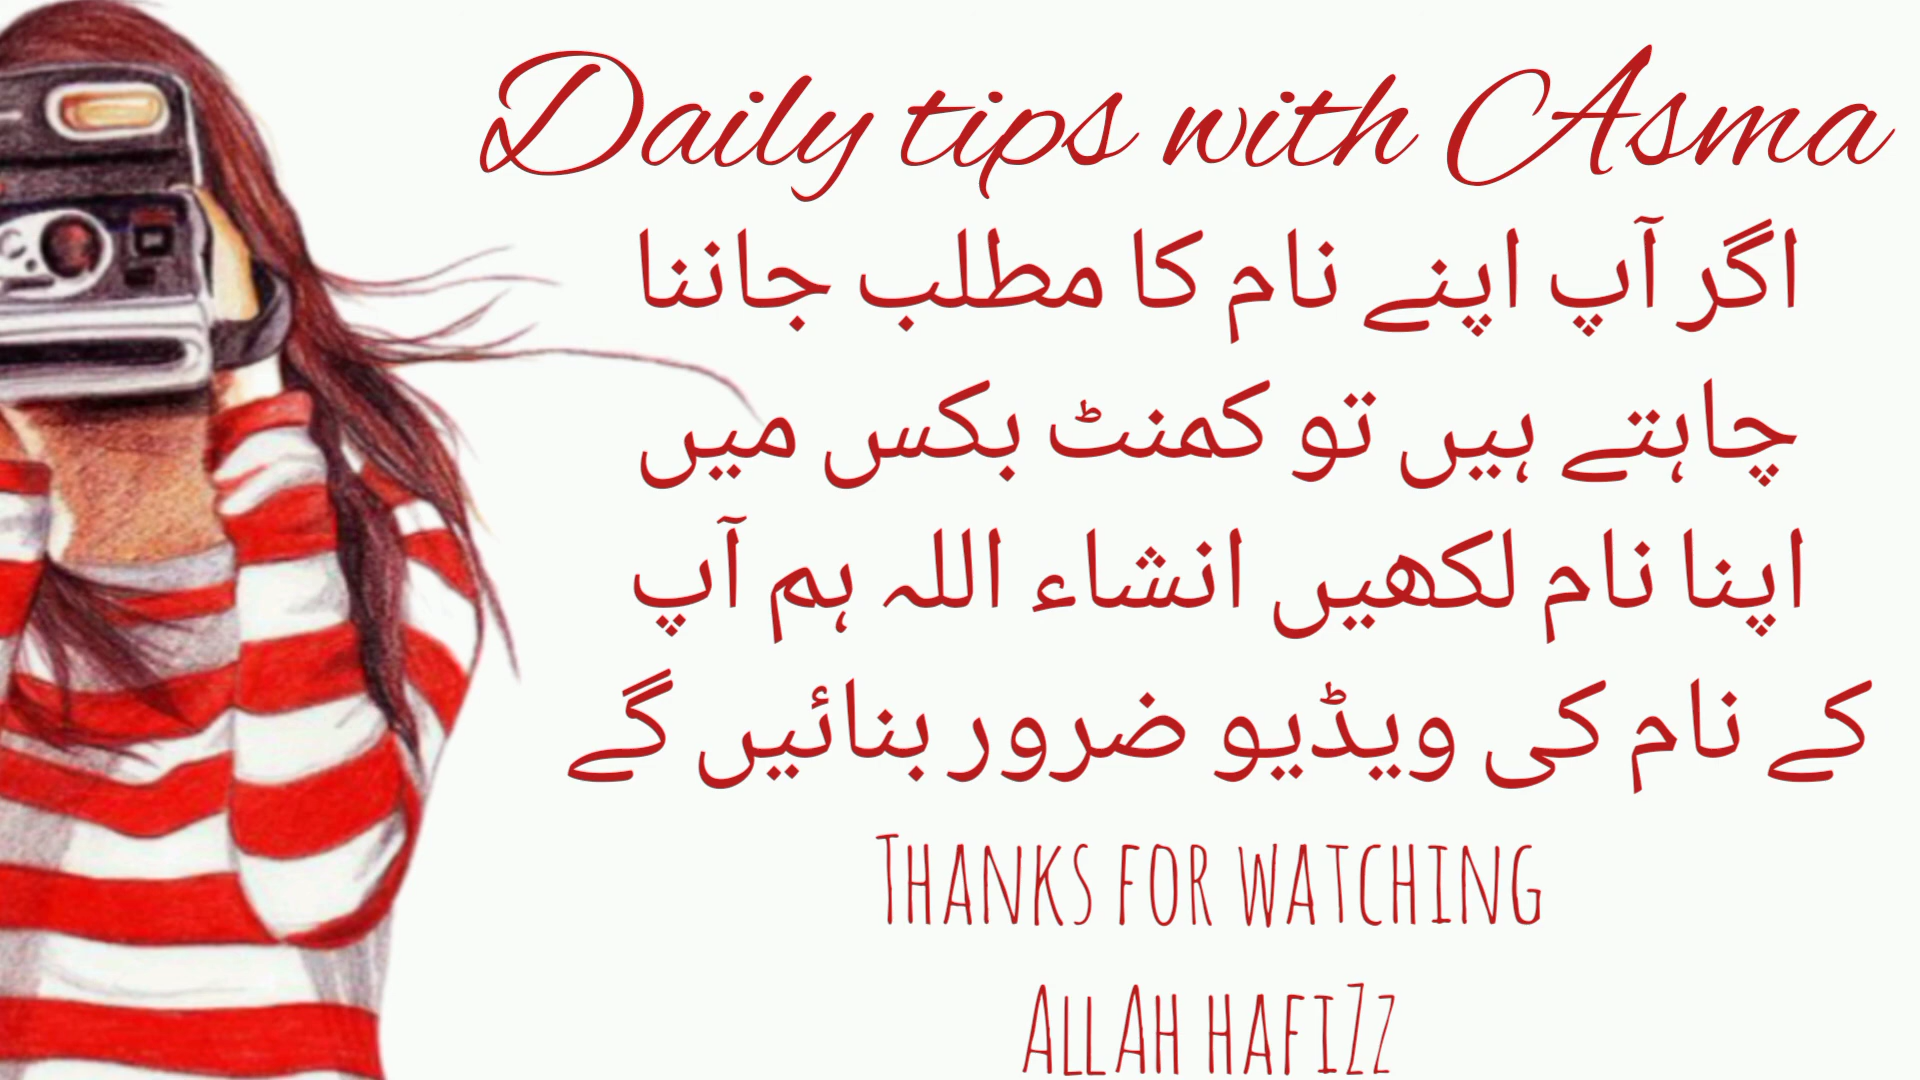 Daily tips with Asma
اگر آپ اپنے نام کا مطلب جاننا
چاہتے ہیں تو کمنٹ بکس میں
اپنا نام لکھیں انشاء اللہ ہم آپ
کے نام کی ویڈیو ضرور بنائیں گے
Thanks for watching
AllAh hafiZz